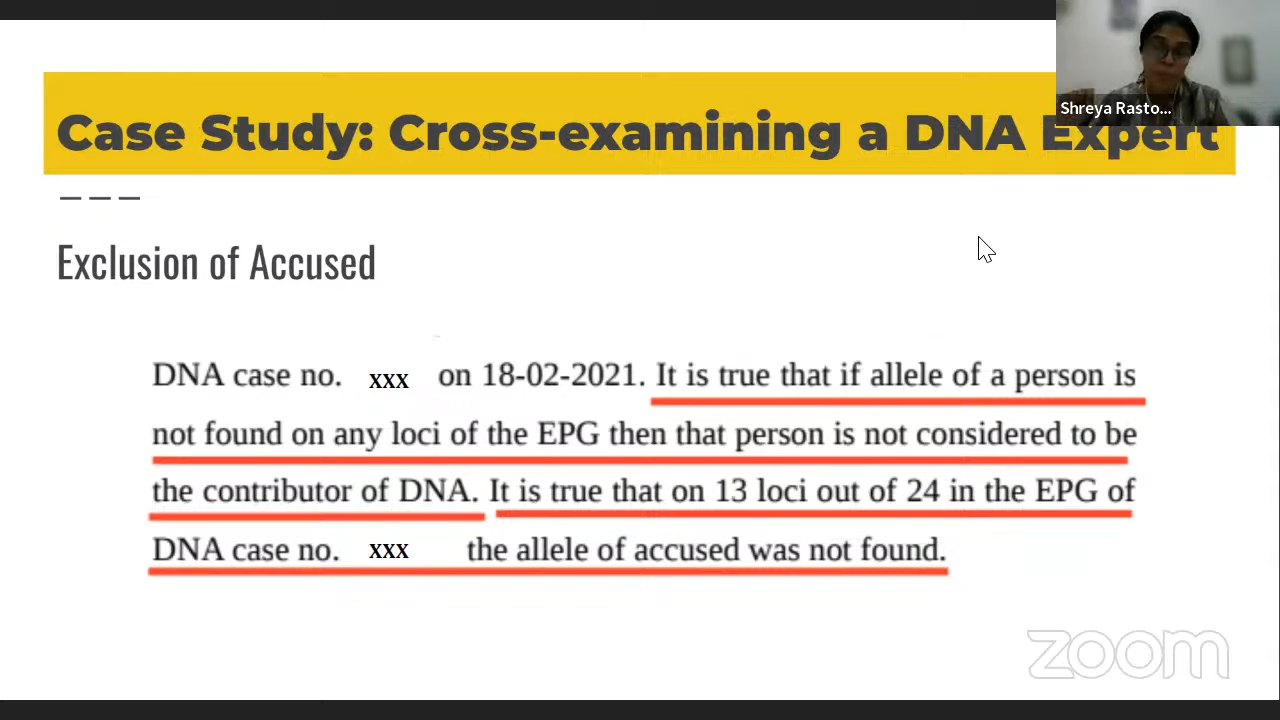 Shreya Rasto...
Case Study: Cross-examining a DNA Expert
Exclusion of Accused
DNA case no. xxx on 18-02-2021. It is true that if allele of a person is
not found on any loci of the EPG then that person is not considered to be
the contributor of DNA. It is true that on 13 loci out of 24 in the EPG of
DNA case no. xxx the allele of accused was not found.
zoom